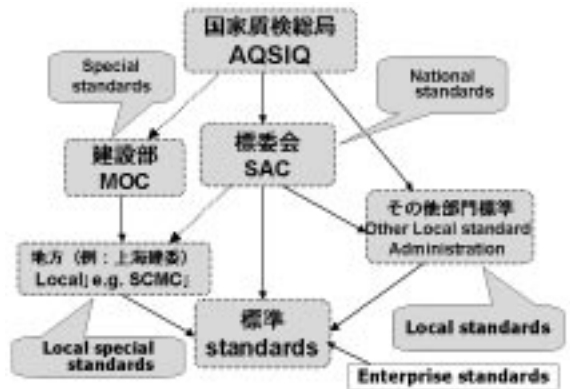 国家质検総局
AQSIQ
Special
standards
National
standards
建設部
MOC
標委会
SAC
その他部門標準
Other Local standard
Administration
地方（例：上海建委）
Local｣ e.g. SCMC｣
標準
standards
Local special
standards
Local standards
Enterprise standards